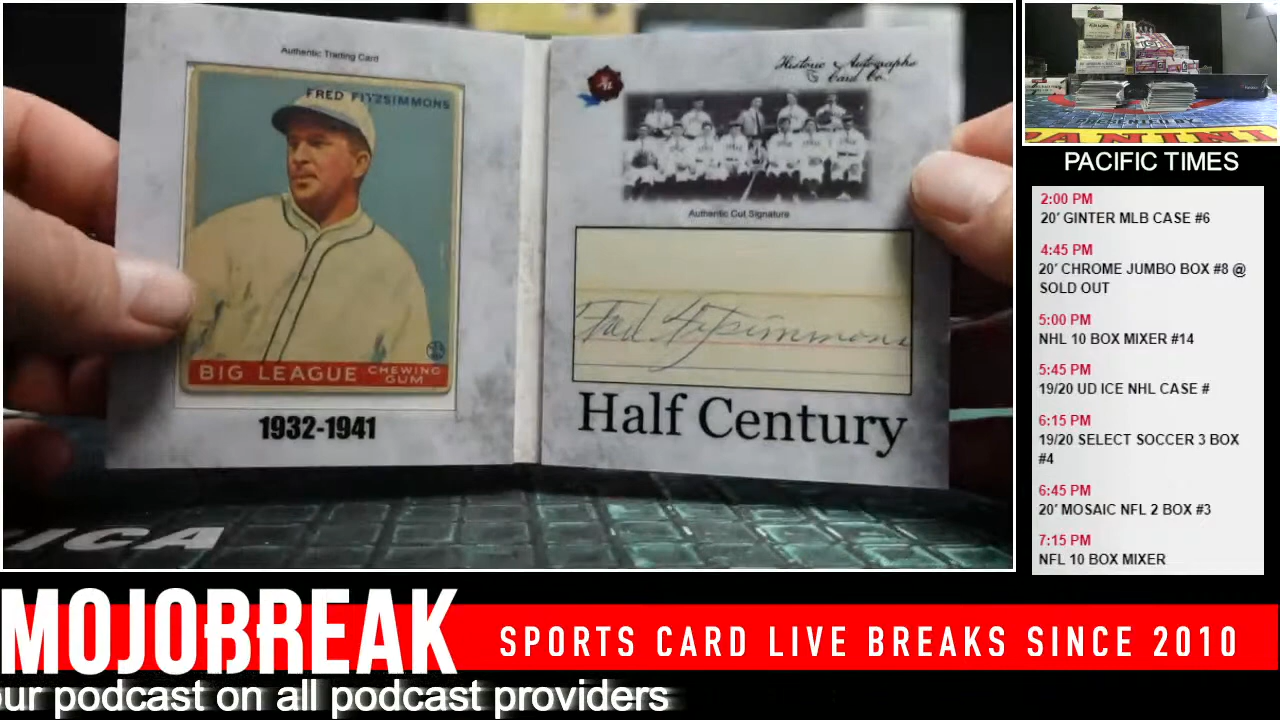 Authentic Trading Card
FRED FITZSIMMONS
BIG LEAGUE CHEWING GUM
1932-1941
Historic Autographs
Card Co.
Authentic Cut Signature
Fred Fitzsimmons
Half Century
ICA
PANINI
PACIFIC TIMES
2:00 PM
20' GINTER MLB CASE #6
4:45 PM
20' CHROME JUMBO BOX #8 @
SOLD OUT
5:00 PM
NHL 10 BOX MIXER #14
5:45 PM
19/20 UD ICE NHL CASE #
6:15 PM
19/20 SELECT SOCCER 3 BOX
#4
6:45 PM
20' MOSAIC NFL 2 BOX #3
7:15 PM
NFL 10 BOX MIXER
MOJOBREAK
SPORTS CARD LIVE BREAKS SINCE 2010
our podcast on all podcast providers